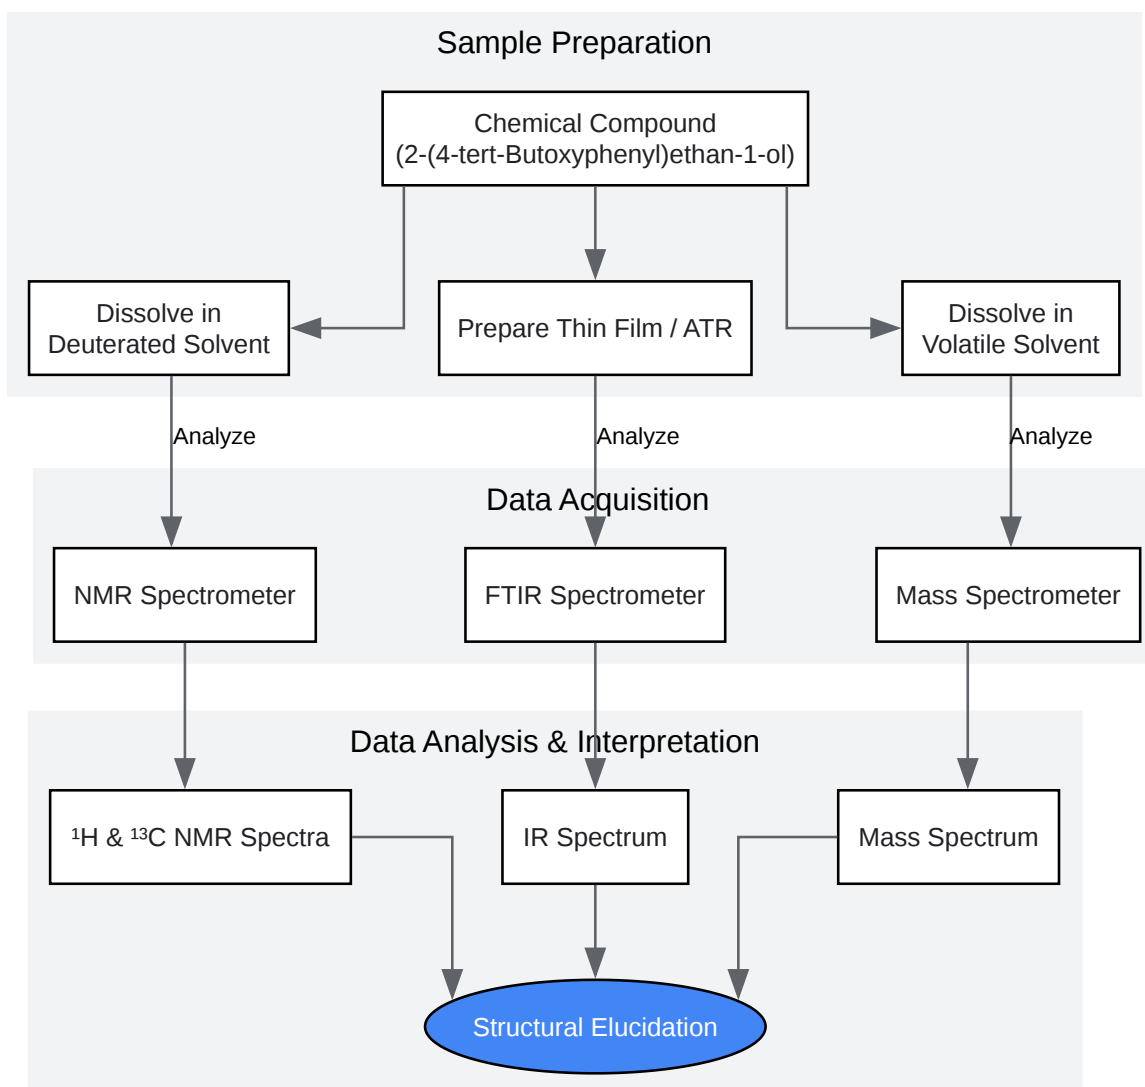 Sample Preparation
Chemical Compound
(2-(4-tert-Butoxyphenyl)ethan-1-ol)
Dissolve in
Deuterated Solvent
Prepare Thin Film / ATR
Dissolve in
Volatile Solvent
Analyze
Analyze
Analyze
Data Acquisition
NMR Spectrometer
FTIR Spectrometer
Mass Spectrometer
Data Analysis & Interpretation
¹H & ¹³C NMR Spectra
IR Spectrum
Mass Spectrum
Structural Elucidation